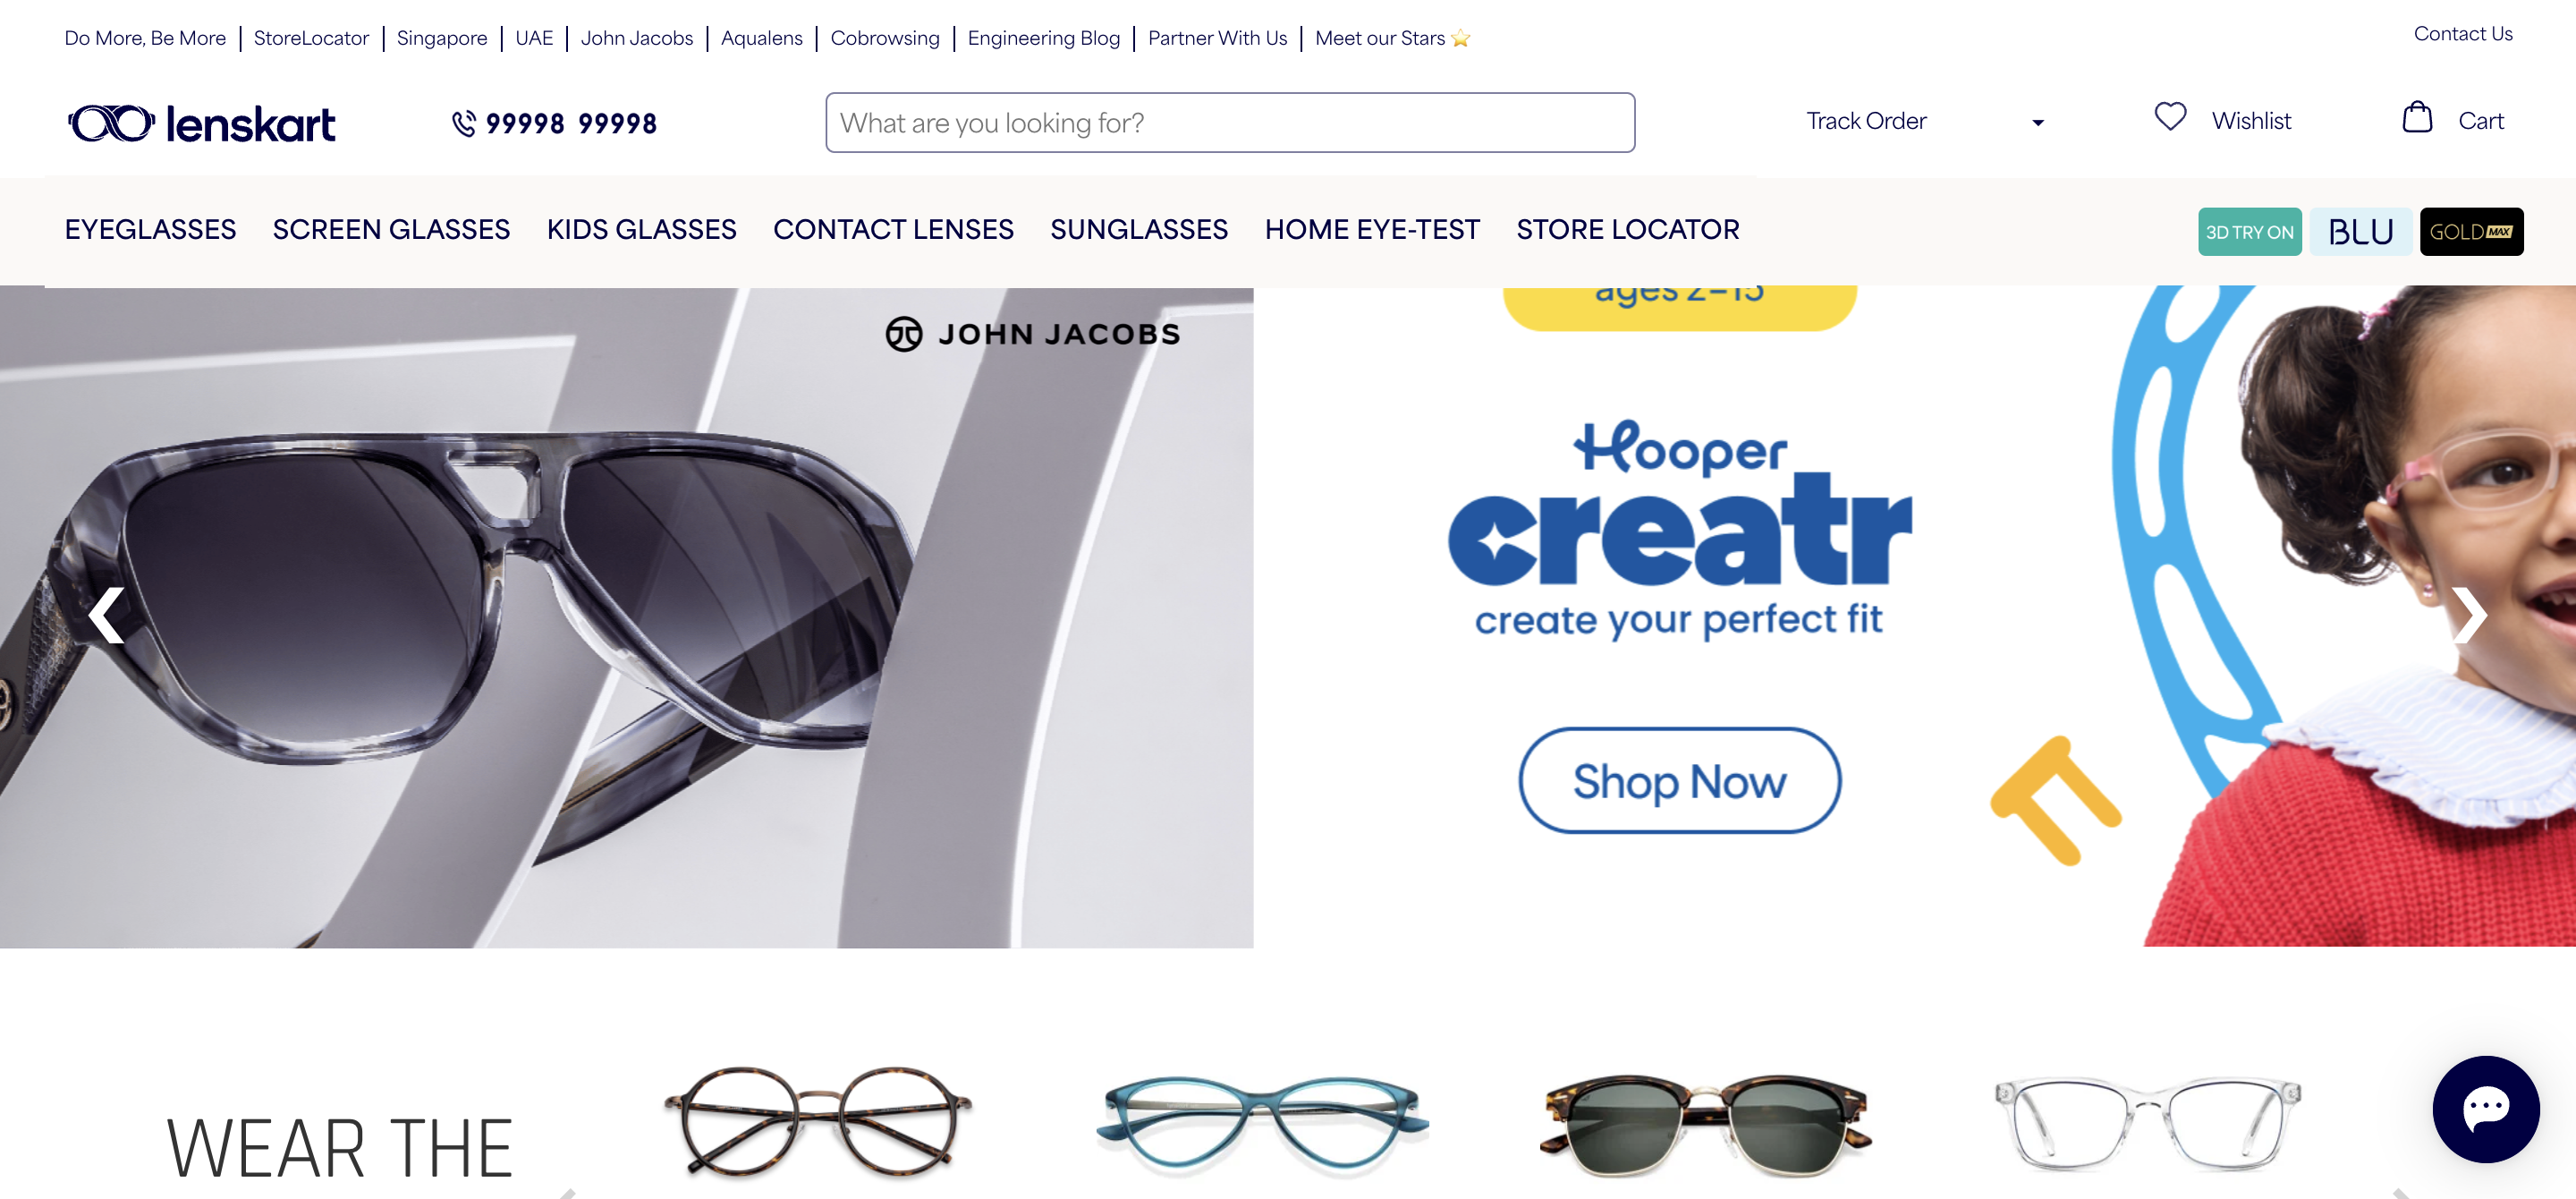 Do More, Be More | StoreLocator | Singapore | UAE | John Jacobs | Aqualens | Cobrowsing | Engineering Blog | Partner With Us | Meet our Stars ⭐
Contact Us
lenskart
99998 99998
What are you looking for?
Track Order
Wishlist
Cart
EYEGLASSES SCREEN GLASSES KIDS GLASSES CONTACT LENSES SUNGLASSES HOME EYE-TEST STORE LOCATOR
3D TRY ON
BLU
GOLD MAX
JOHN JACOBS
ages 2-15
Hooper
creatr
create your perfect fit
Shop Now
WEAR THE